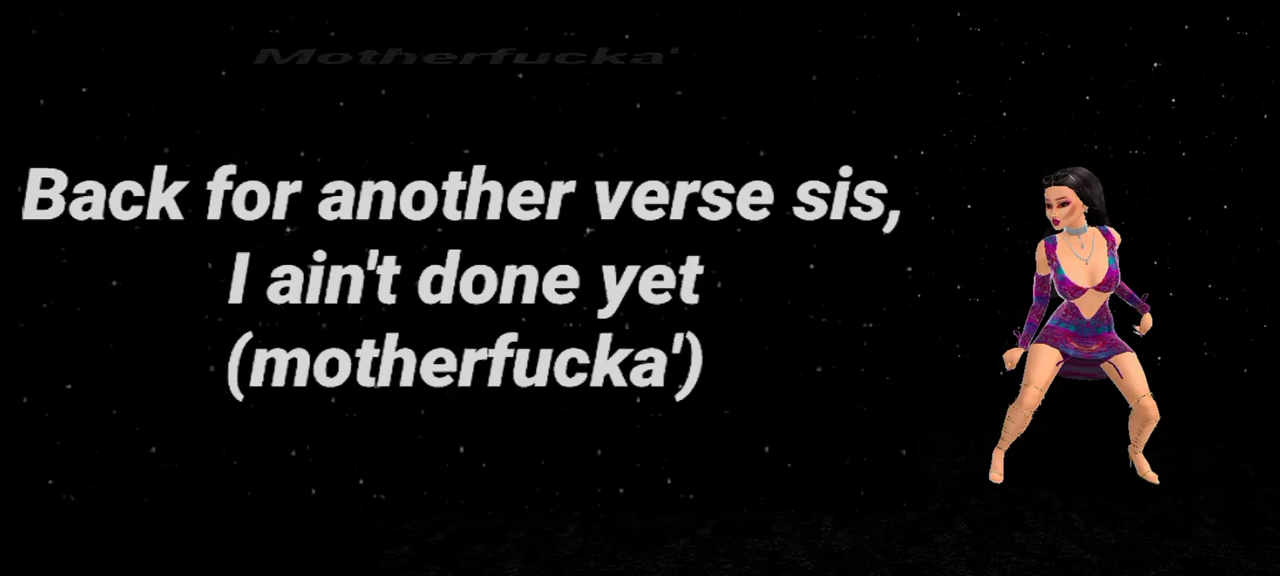 Motherfucka'
Back for another verse sis,
I ain't done yet
(motherfucka')